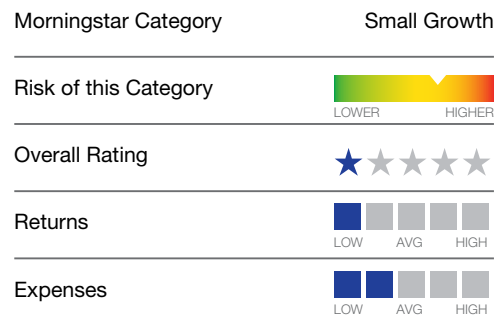 Morningstar Category Small Growth
Risk of this Category
LOWER HIGHER
Overall Rating
Returns
LOW AVG HIGH
Expenses
LOW AVG HIGH